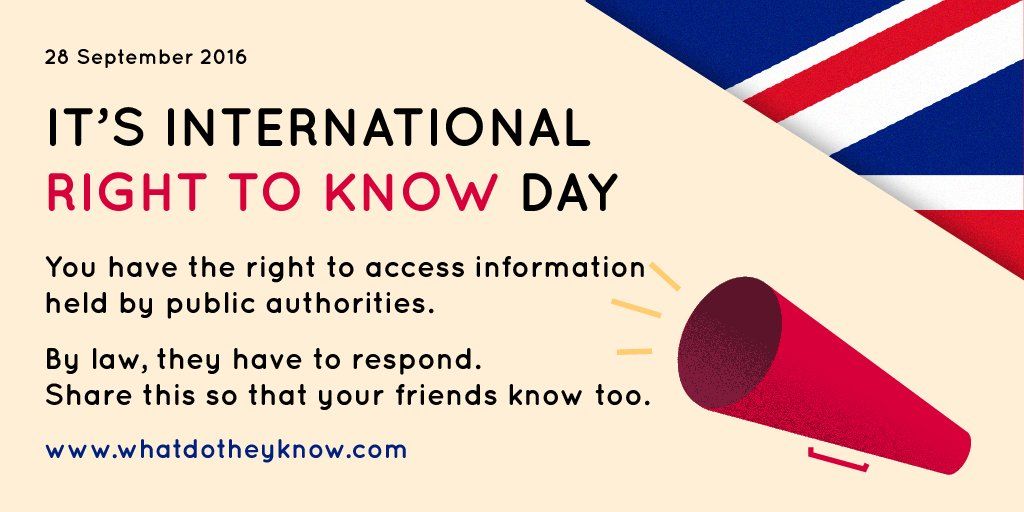 28 September 2016
IT'S INTERNATIONAL
RIGHT TO KNOW DAY
You have the right to access information
held by public authorities.
By law, they have to respond.
Share this so that your friends know too.
www.whatdotheyknow.com